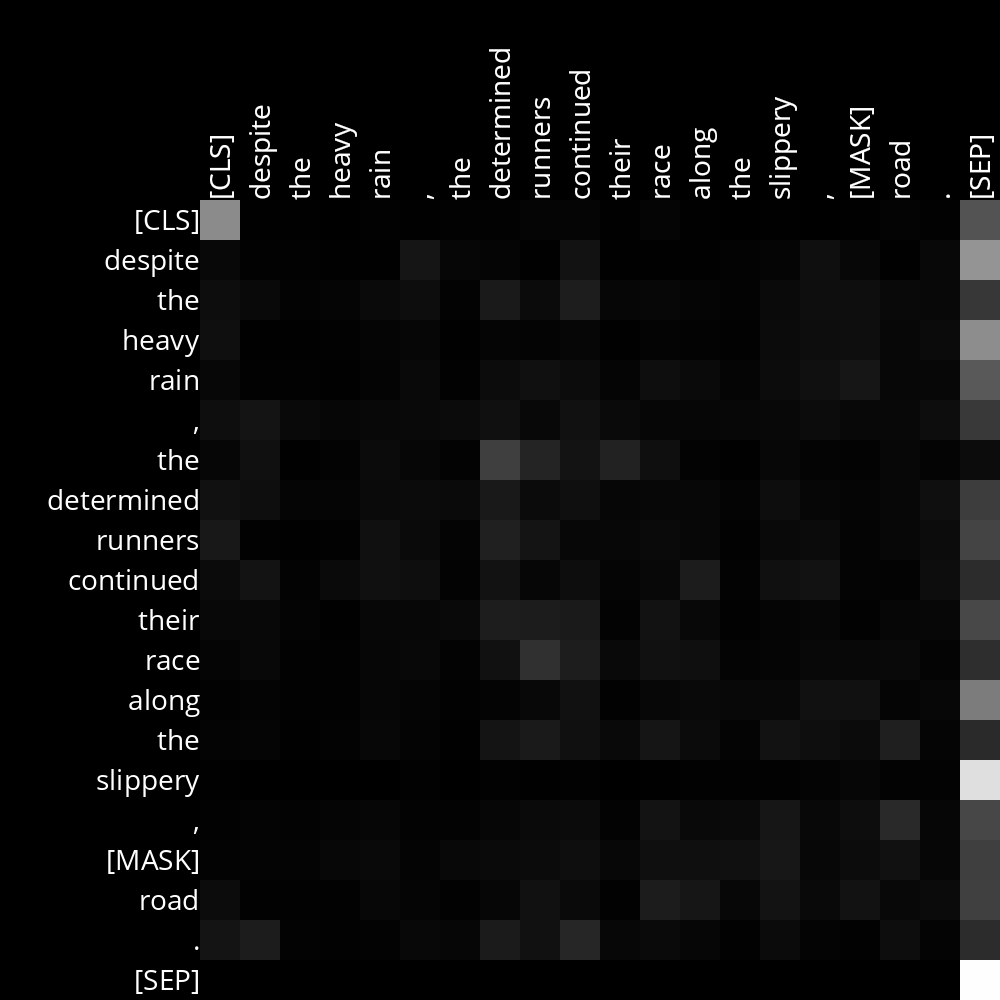 [CLS] despite the heavy rain , the determined runners continued their race along the slippery , [MASK] road . [SEP]
[CLS]
despite
the
heavy
rain
,
the
determined
runners
continued
their
race
along
the
slippery
,
[MASK]
road
.
[SEP]